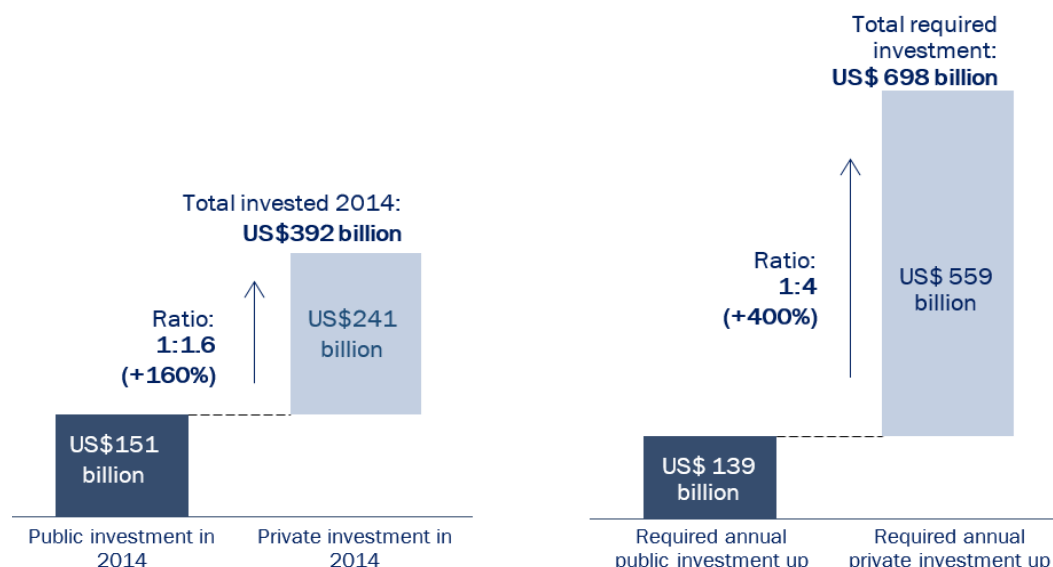 Total invested 2014:
US$392 billion
Ratio:
1:1.6
(+160%)
US$241
billion
US$151
billion
Public investment in
2014
Private investment in
2014
Total required
investment:
US$ 698 billion
Ratio:
1:4
(+400%)
US$ 559
billion
US$ 139
billion
Required annual
public investment up
Required annual
private investment up